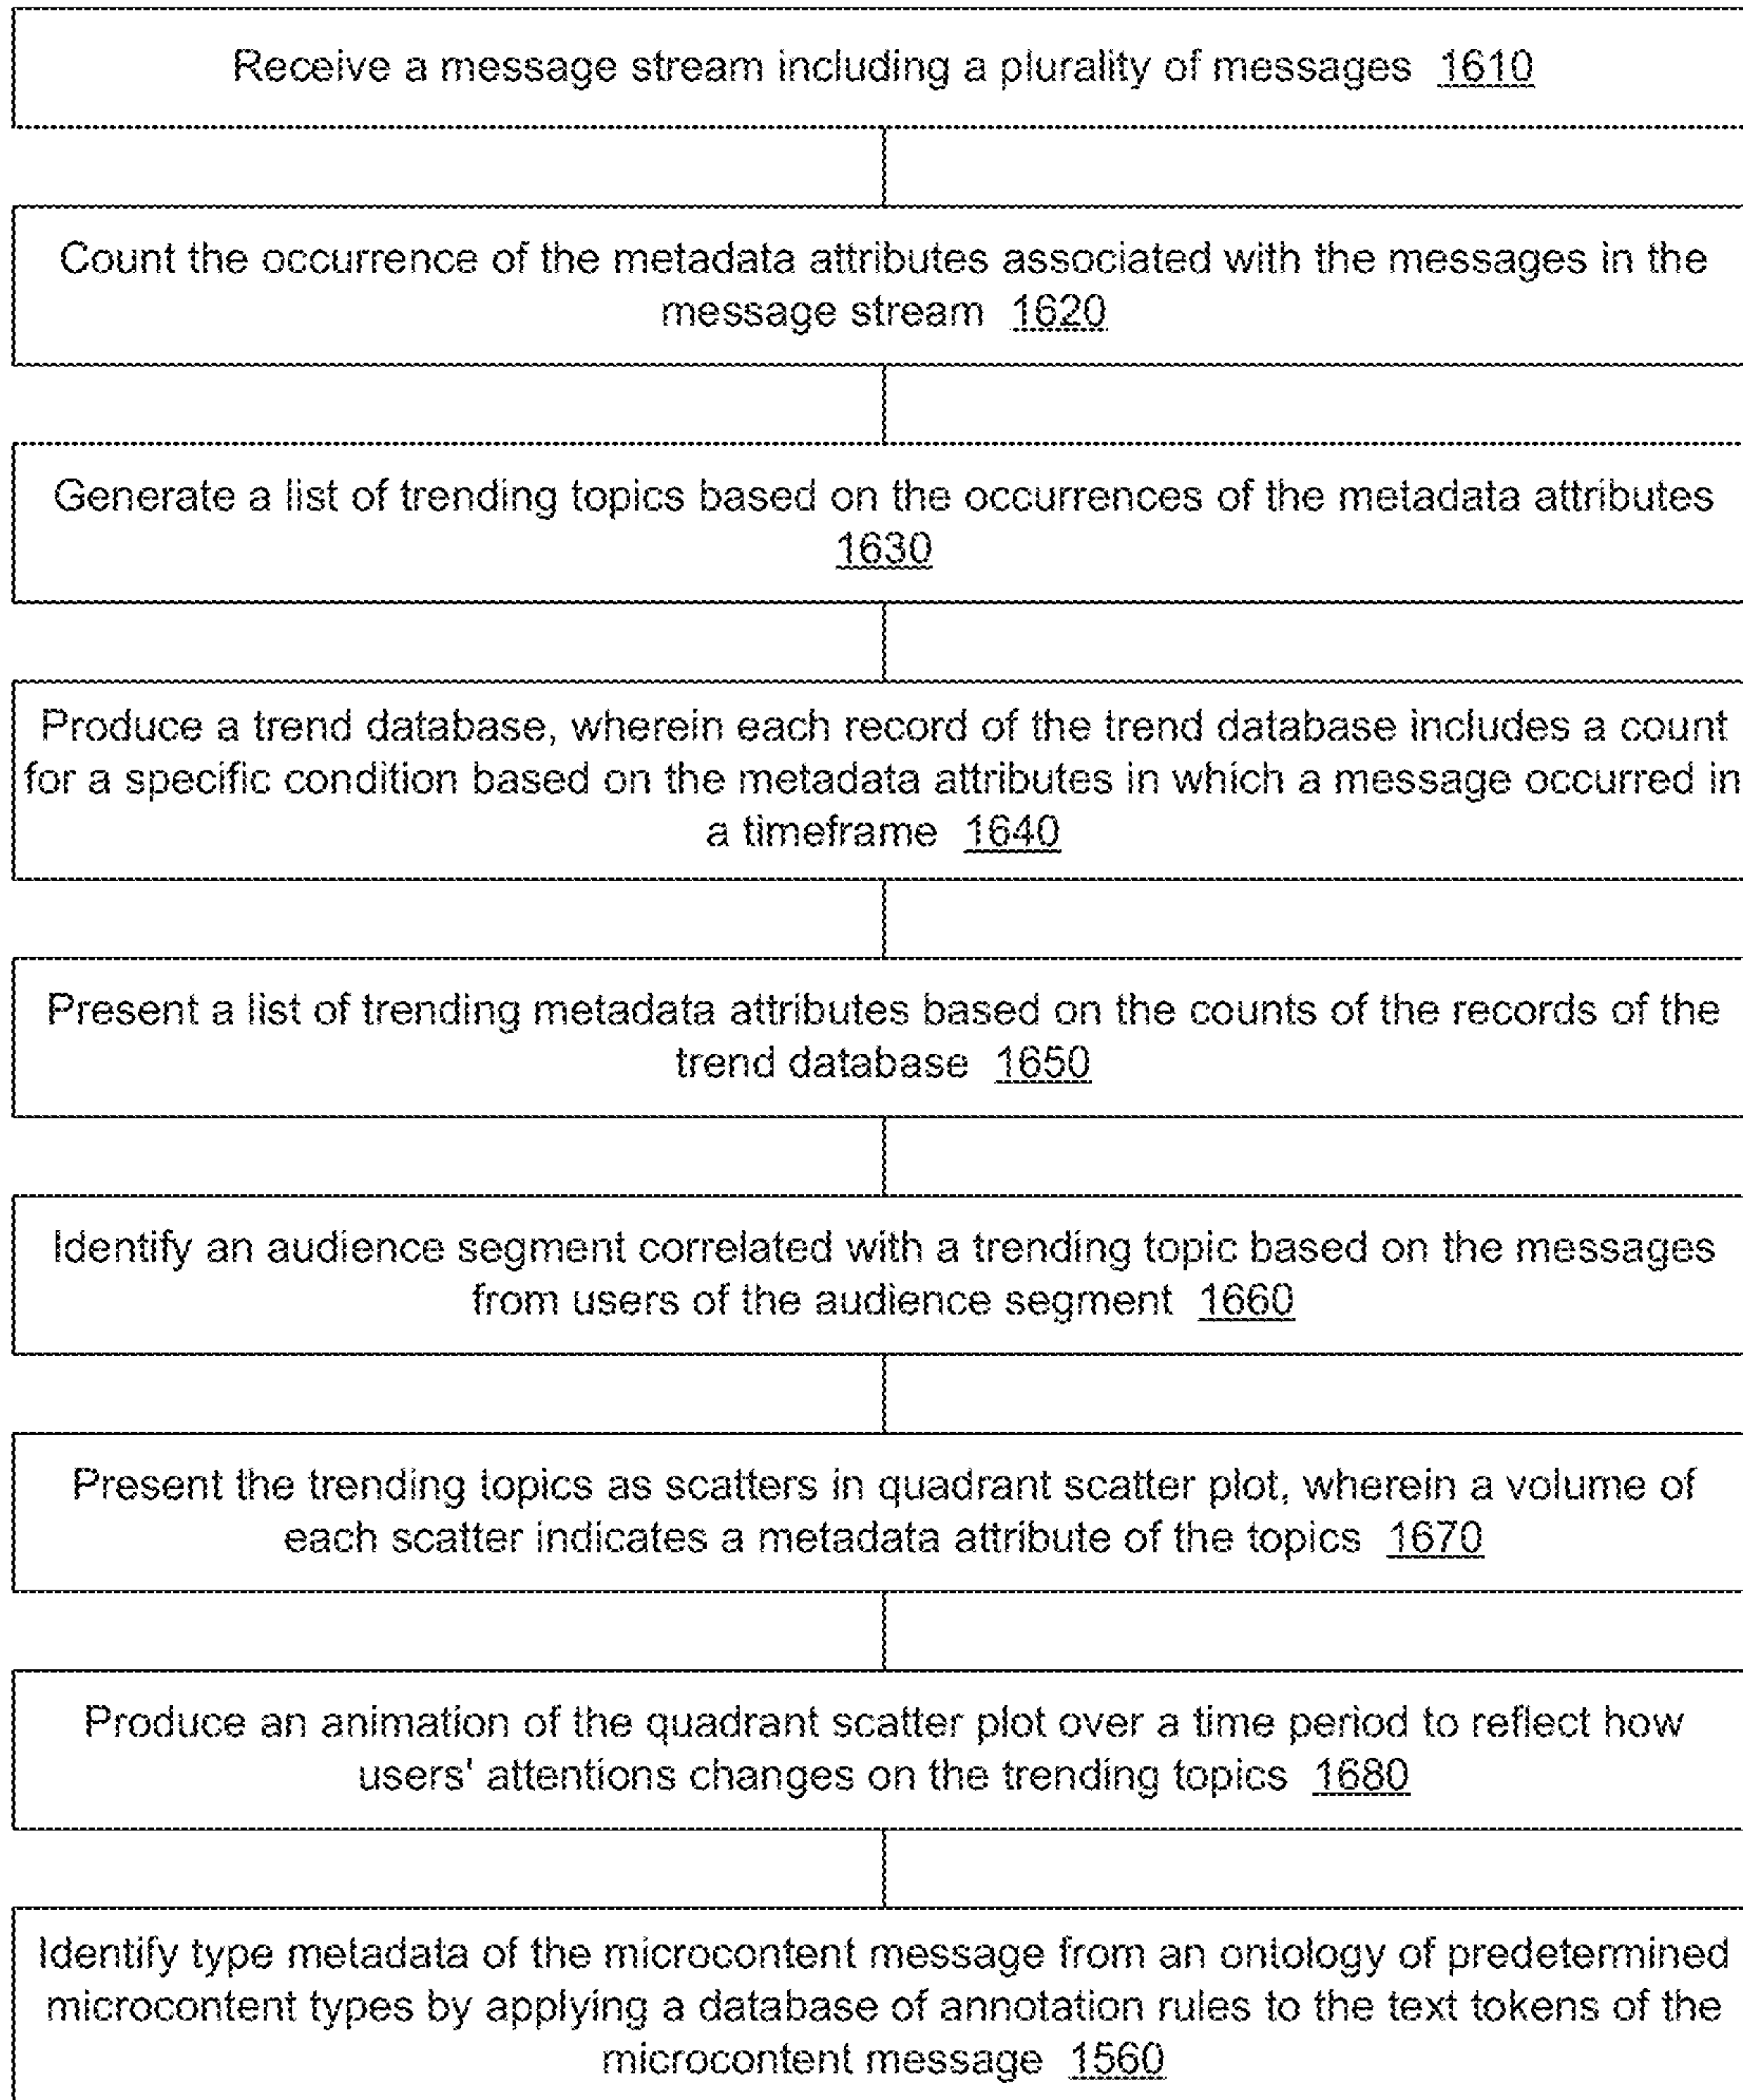 Receive a message stream including a plurality of messages 1610
Count the occurrence of the metadata attributes associated with the messages in the
message stream 1620
Generate a list of trending topics based on the occurrences of the metadata attributes
1630
Produce a trend database, wherein each record of the trend database includes a count
for a specific condition based on the metadata attributes in which a message occurred in
a timeframe 1640
Present a list of trending metadata attributes based on the counts of the records of the
trend database 1650
Identify an audience segment correlated with a trending topic based on the messages
from users of the audience segment 1660
Present the trending topics as scatters in quadrant scatter plot, wherein a volume of
each scatter indicates a metadata attribute of the topics 1670
Produce an animation of the quadrant scatter plot over a time period to reflect how
users' attentions changes on the trending topics 1680
Identify type metadata of the microcontent message from an ontology of predetermined
microcontent types by applying a database of annotation rules to the text tokens of the
microcontent message 1560